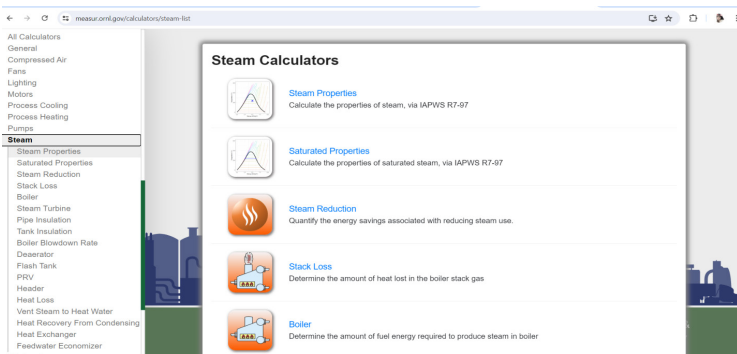 measur.ornl.gov/calculators/steam-list
All Calculators
General
Compressed Air
Fans
Lighting
Motors
Process Cooling
Process Heating
Pumps
Steam
Steam Properties
Saturated Properties
Steam Reduction
Stack Loss
Boiler
Steam Turbine
Pipe Insulation
Tank Insulation
Boiler Blowdown Rate
Deaerator
Flash Tank
PRV
Header
Heat Loss
Vent Steam to Heat Water
Heat Recovery From Condensing
Heat Exchanger
Feedwater Economizer
Steam Calculators
Steam Properties
Calculate the properties of steam, via IAPWS R7-97
Saturated Properties
Calculate the properties of saturated steam, via IAPWS R7-97
Steam Reduction
Quantify the energy savings associated with reducing steam use.
Stack Loss
Determine the amount of heat lost in the boiler stack gas
Boiler
Determine the amount of fuel energy required to produce steam in boiler